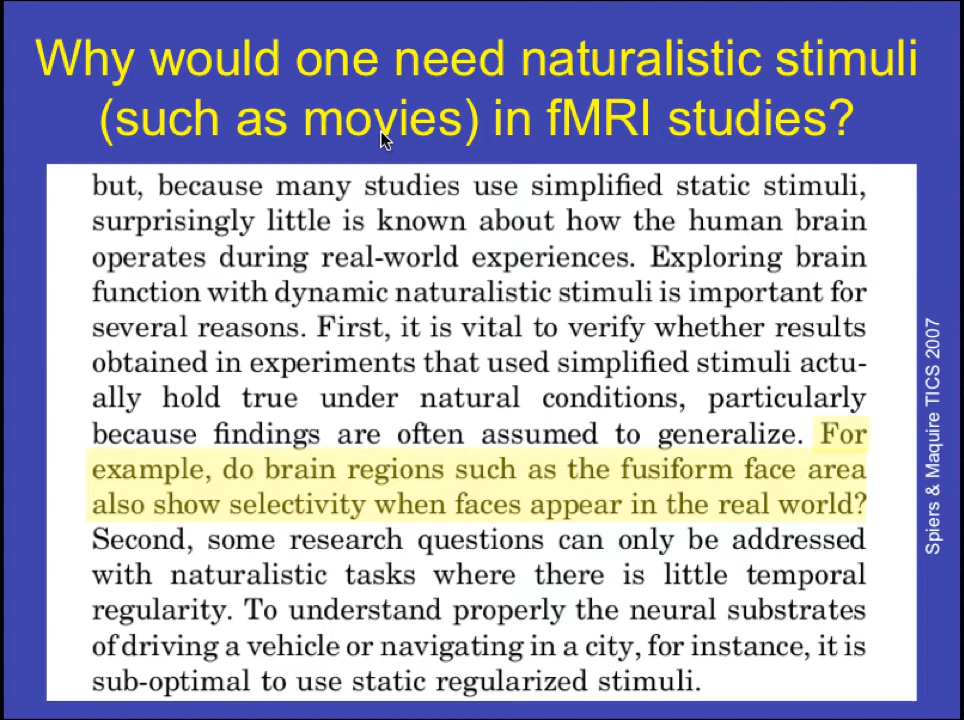 Why would one need naturalistic stimuli
(such as movies) in fMRI studies?
but, because many studies use simplified static stimuli,
surprisingly little is known about how the human brain
operates during real-world experiences. Exploring brain
function with dynamic naturalistic stimuli is important for
several reasons. First, it is vital to verify whether results
obtained in experiments that used simplified stimuli actu-
ally hold true under natural conditions, particularly
because findings are often assumed to generalize. For
example, do brain regions such as the fusiform face area
also show selectivity when faces appear in the real world?
Second, some research questions can only be addressed
with naturalistic tasks where there is little temporal
regularity. To understand properly the neural substrates
of driving a vehicle or navigating in a city, for instance, it is
sub-optimal to use static regularized stimuli.
Spiers & Maquire TICS 2007